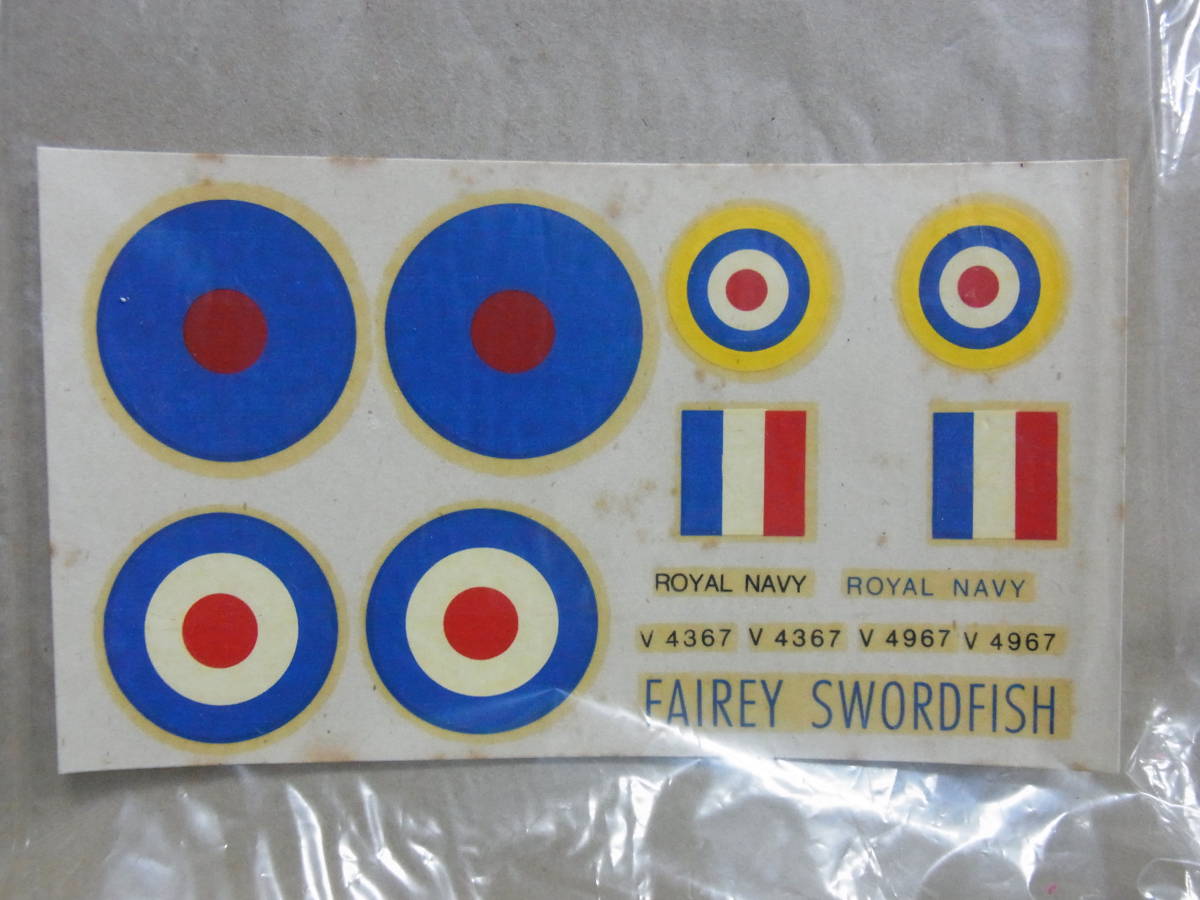 ROYAL NAVY ROYAL NAVY
V 4367 V 4367 V 4967 V 4967
FAIREY SWORDFISH